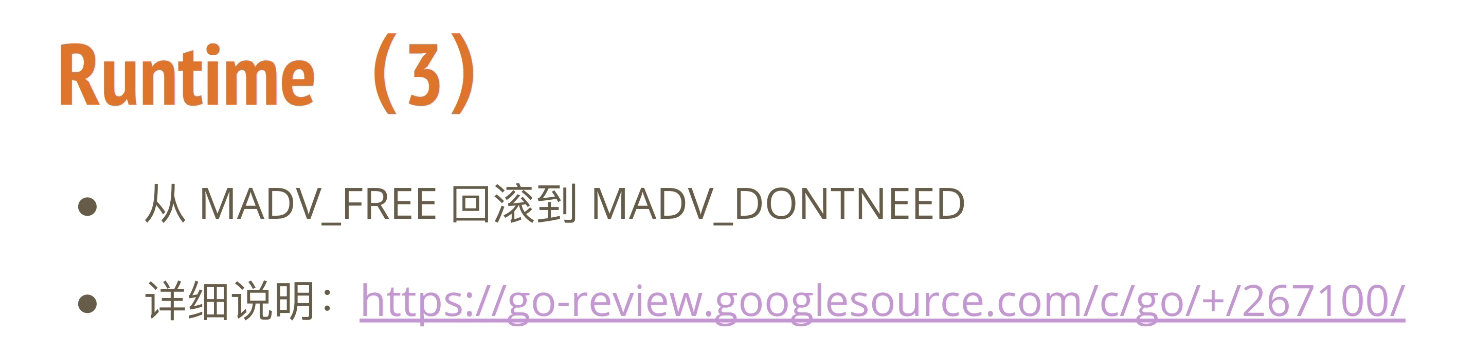 Runtime（3）
● 从 MADV_FREE 回滚到 MADV_DONTNEED
● 详细说明：https://go-review.googlesource.com/c/go/+/267100/